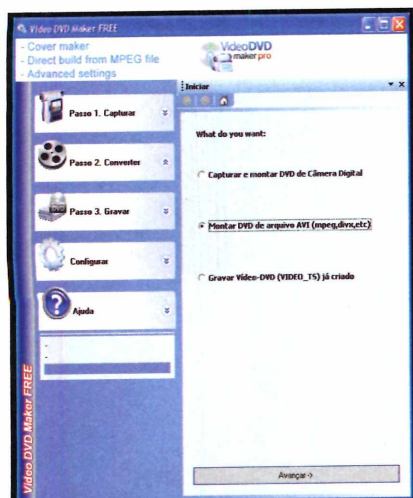 Video DVD Maker FREE
- Cover maker
- Direct build from MPEG file
- Advanced settings
VideoDVD
maker pro
Passo 1. Capturar
Passo 2. Converter
Passo 3. Gravar
Configurar
Ajuda
Video DVD Maker FREE
Iniciar
What do you want:
Capturar e montar DVD de Câmera Digital
Montar DVD de arquivo AVI (mpeg,divx,etc)
Gravar Vídeo-DVD (VIDEO_TS) já criado
Avançar ->